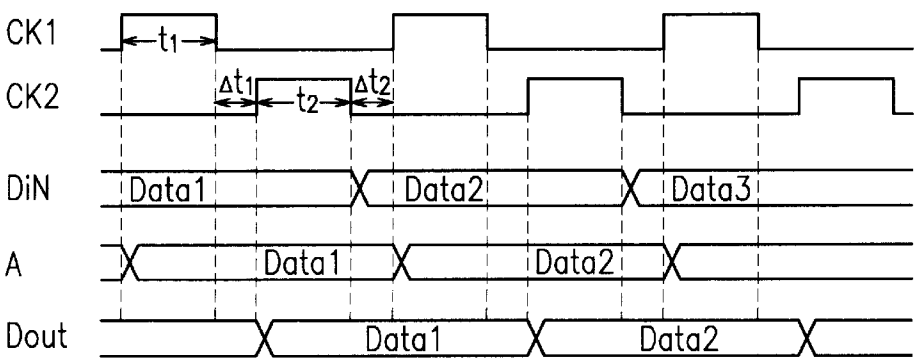 CK1 t1
CK2 Δt1 t2 Δt2
DiN Data1 Data2 Data3
A Data1 Data2
Dout Data1 Data2